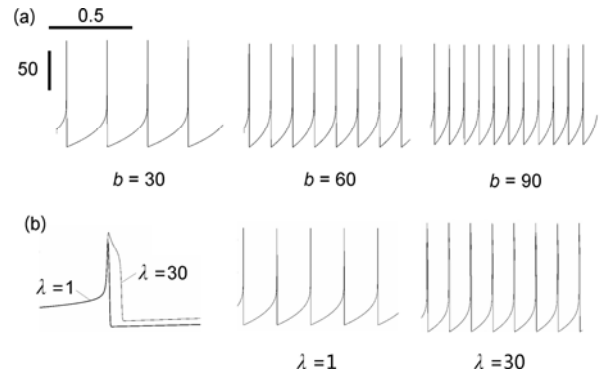 (a)
0.5
50
b = 30
b = 60
b = 90
(b)
λ = 1
λ = 30
λ = 1
λ = 30